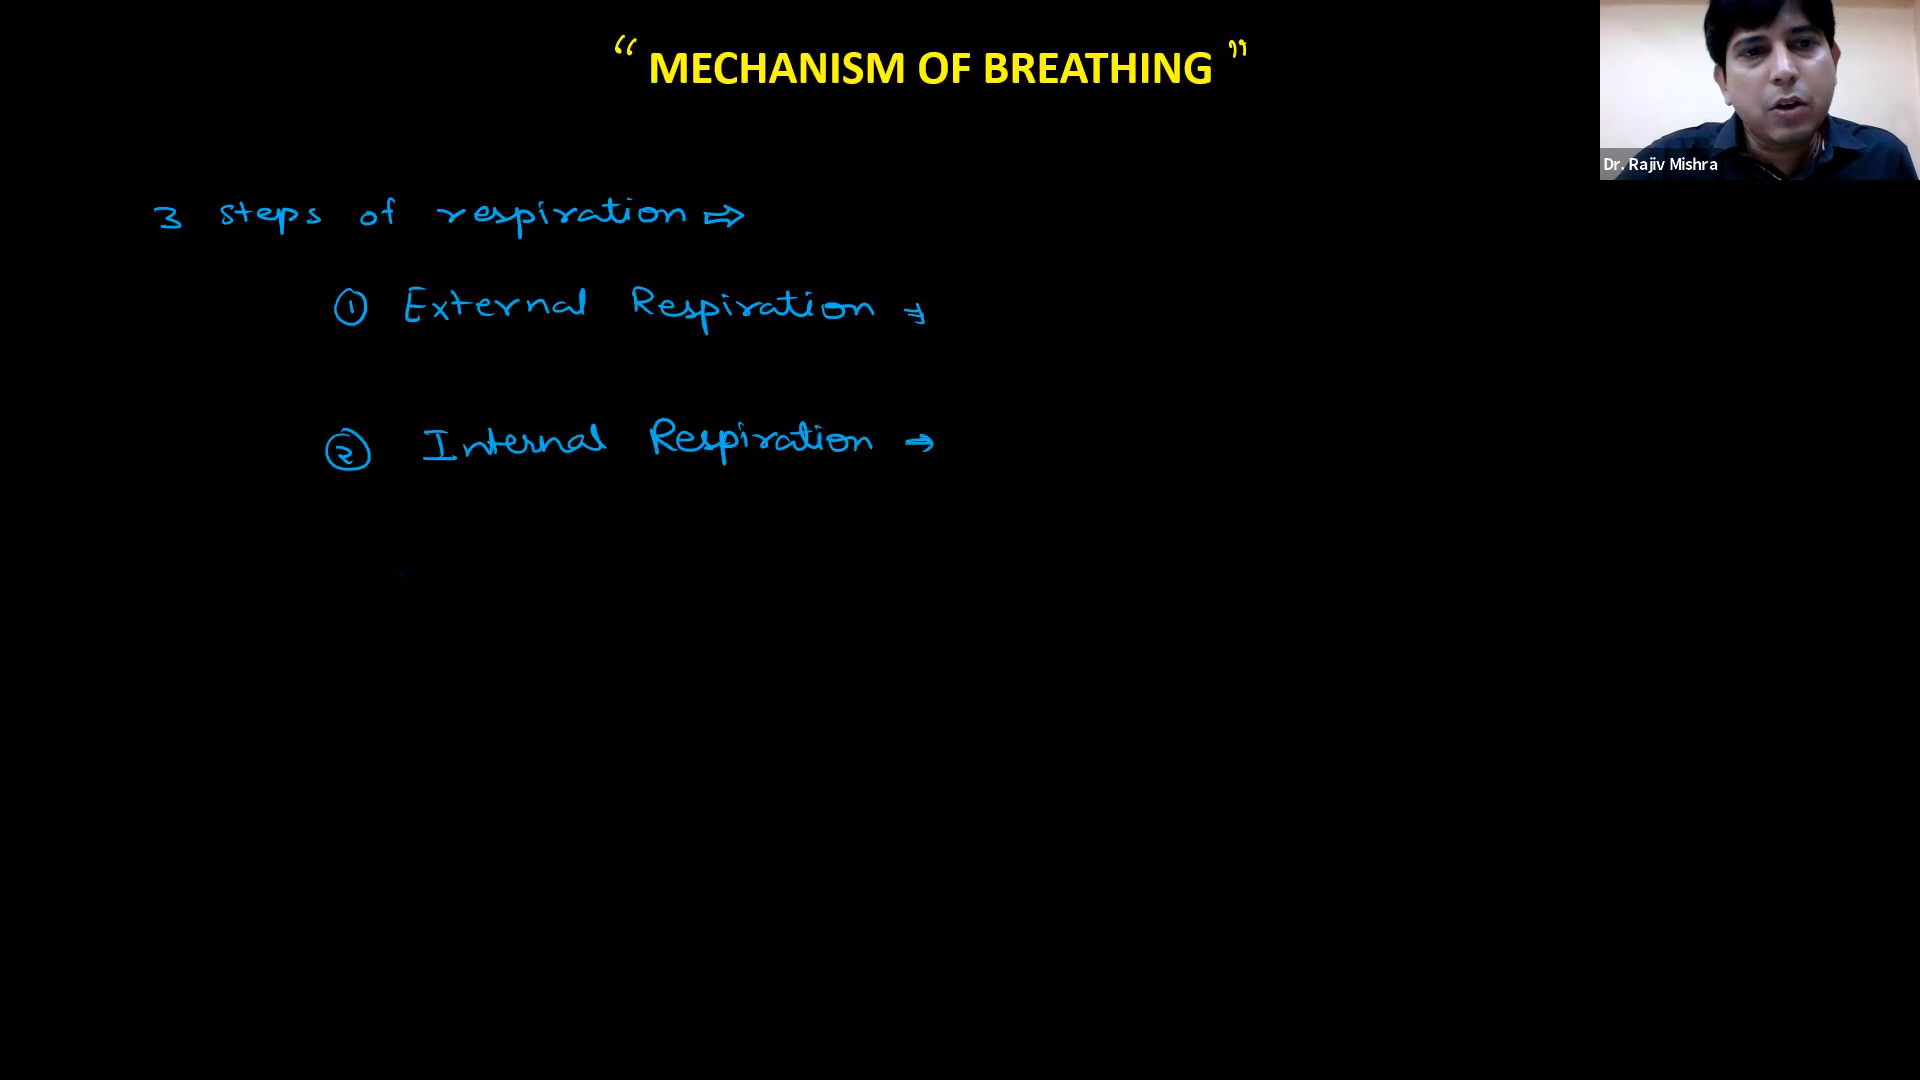 “ MECHANISM OF BREATHING ”
Dr. Rajiv Mishra
3 steps of respiration ⇒
① External Respiration →
② Internal Respiration →